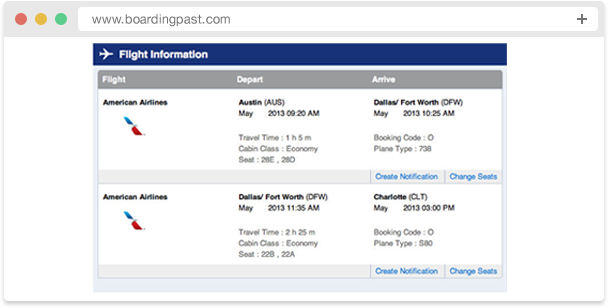 www.boardingpast.com
Flight Information
Flight Depart Arrive
American Airlines Austin (AUS) Dallas/ Fort Worth (DFW)
May 2013 09:20 AM May 2013 10:25 AM
Travel Time : 1 h 5 m Booking Code : O
Cabin Class : Economy Plane Type : 738
Seat : 28E , 28D
Create Notification Change Seats
American Airlines Dallas/ Fort Worth (DFW) Charlotte (CLT)
May 2013 11:35 AM May 2013 03:00 PM
Travel Time : 2 h 25 m Booking Code : O
Cabin Class : Economy Plane Type : S80
Seat : 22B , 22A
Create Notification Change Seats